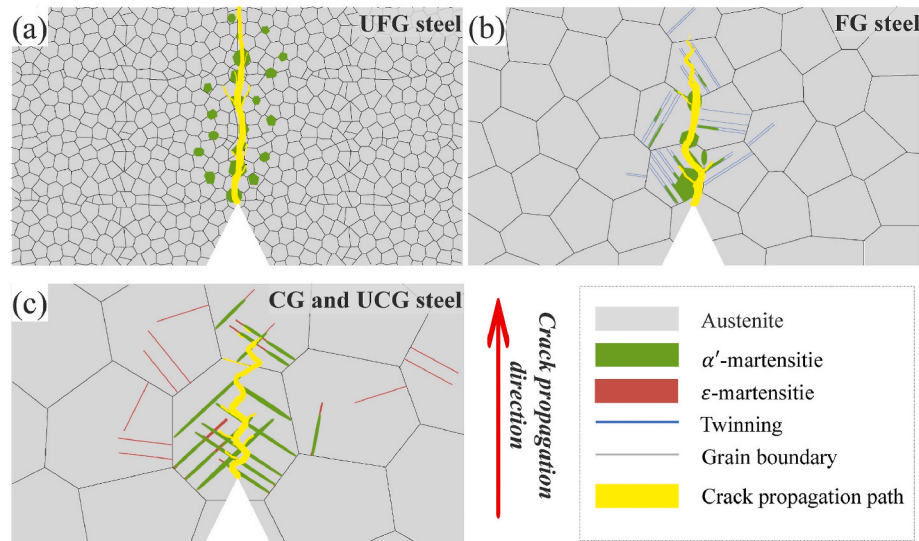 (a)
UFG steel
(b)
FG steel
(c)
CG and UCG steel
Crack propagation
direction
Austenite
α′-martensitie
ε-martensitie
Twinning
Grain boundary
Crack propagation path